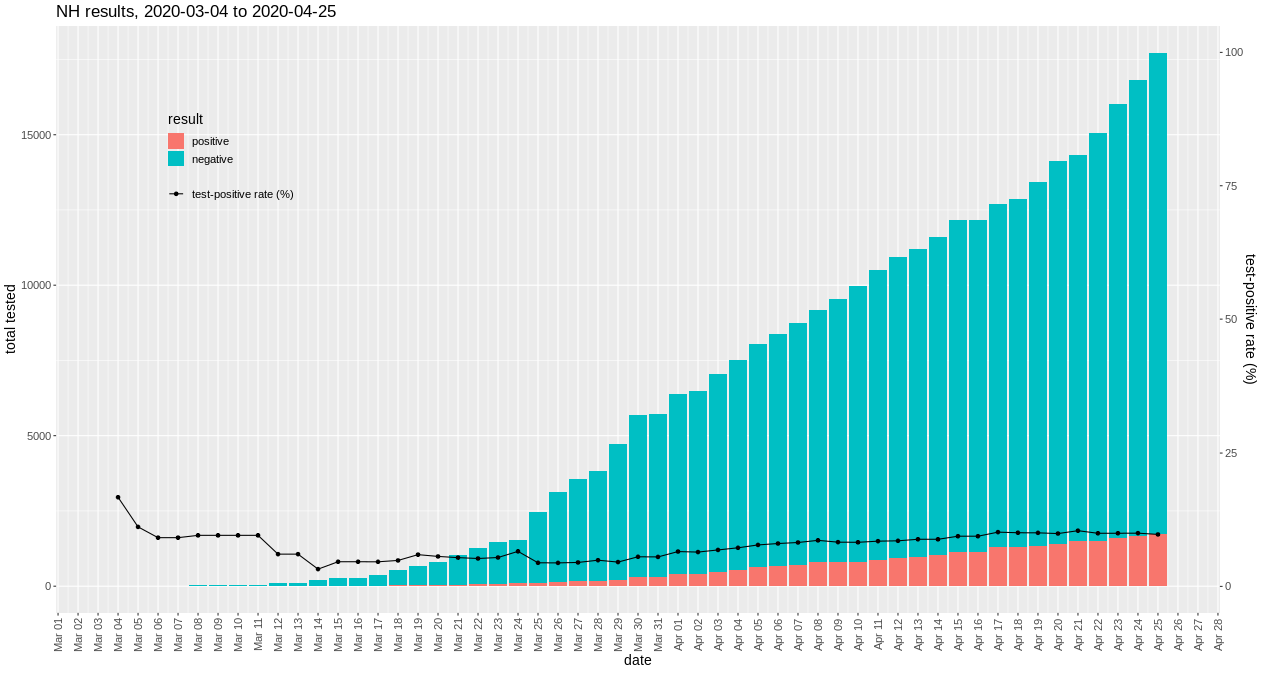 NH results, 2020-03-04 to 2020-04-25
total tested
15000
10000
5000
0
result
positive
negative
test-positive rate (%)
100
75
50
25
0
test-positive rate (%)
Mar 01
Mar 02
Mar 03
Mar 04
Mar 05
Mar 06
Mar 07
Mar 08
Mar 09
Mar 10
Mar 11
Mar 12
Mar 13
Mar 14
Mar 15
Mar 16
Mar 17
Mar 18
Mar 19
Mar 20
Mar 21
Mar 22
Mar 23
Mar 24
Mar 25
Mar 26
Mar 27
Mar 28
Mar 29
Mar 30
Mar 31
Apr 01
Apr 02
Apr 03
Apr 04
Apr 05
Apr 06
Apr 07
Apr 08
Apr 09
Apr 10
Apr 11
Apr 12
Apr 13
Apr 14
Apr 15
Apr 16
Apr 17
Apr 18
Apr 19
Apr 20
Apr 21
Apr 22
Apr 23
Apr 24
Apr 25
Apr 26
Apr 27
Apr 28
date